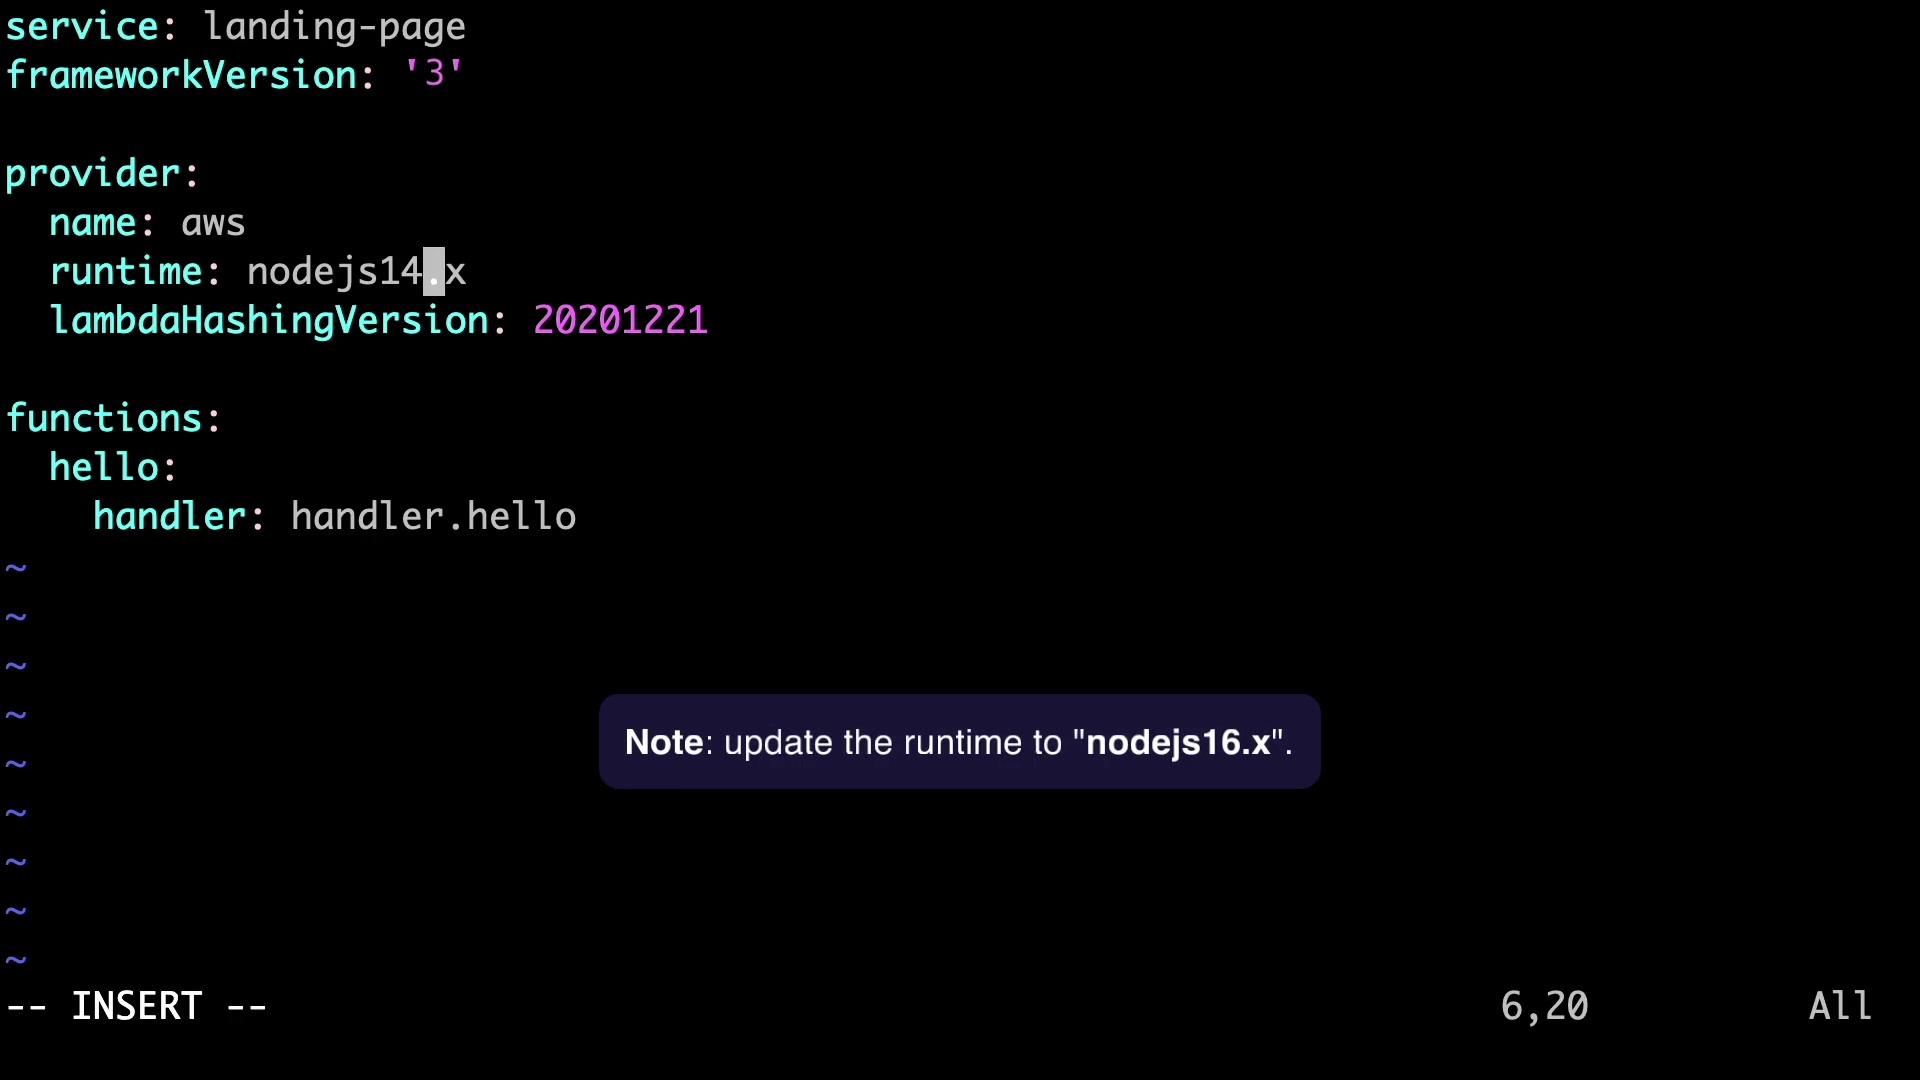 service: landing-page
frameworkVersion: '3'
provider:
  name: aws
  runtime: nodejs14.x
  lambdaHashingVersion: 20201221
functions:
  hello:
    handler: handler.hello
~
~
~
~
~
~
~
~
~
Note: update the runtime to "nodejs16.x".
-- INSERT -- 6,20 All